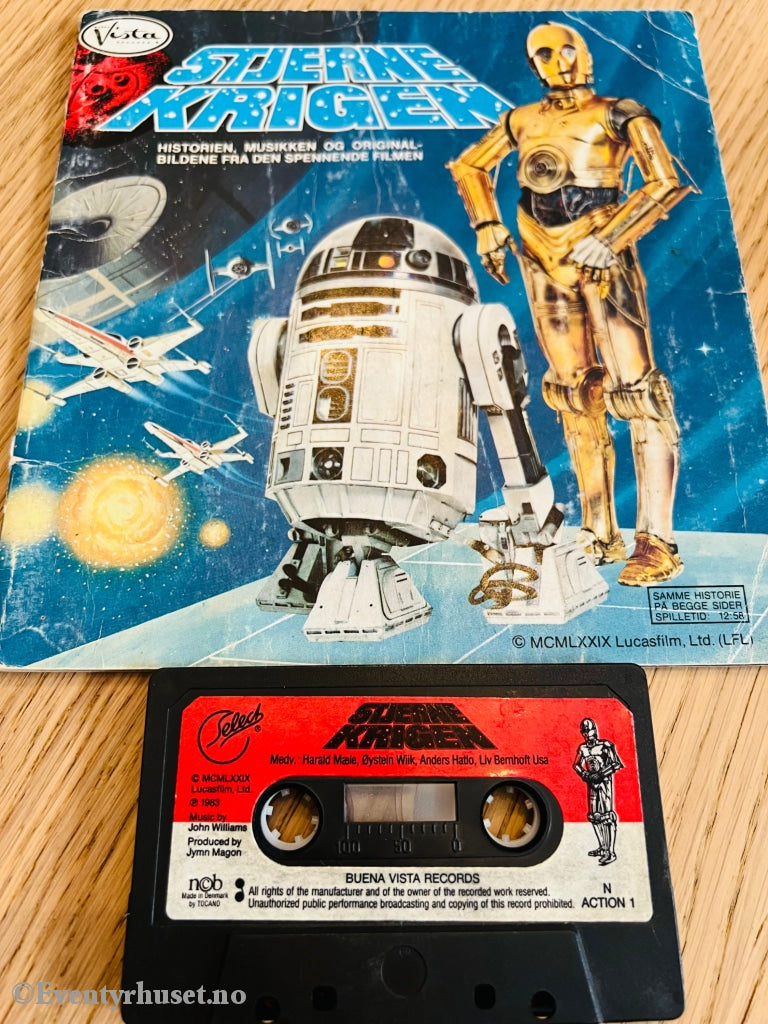 Vista
RECORDS
STJERNE
KRIGEN
HISTORIEN, MUSIKKEN OG ORIGINAL-
BILDENE FRA DEN SPENNENDE FILMEN
SAMME HISTORIE
PÅ BEGGE SIDER
SPILLETID: 12:58
© MCMLXXIX Lucasfilm, Ltd. (LFL)
Select ®
STJERNE
KRIGEN
Medv.: Harald Mæle, Øystein Wiik, Anders Hatlo, Liv Bernhoft Usa
© MCMLXXIX
Lucasfilm, Ltd.
℗ 1983
Music by
John Williams
Produced by
Jymn Magon
100 50 0
BUENA VISTA RECORDS
n©b
Made in Denmark
by TOCANO
All rights of the manufacturer and of the owner of the recorded work reserved.
Unauthorized public performance broadcasting and copying of this record prohibited.
N
ACTION 1
©Eventyrhuset.no